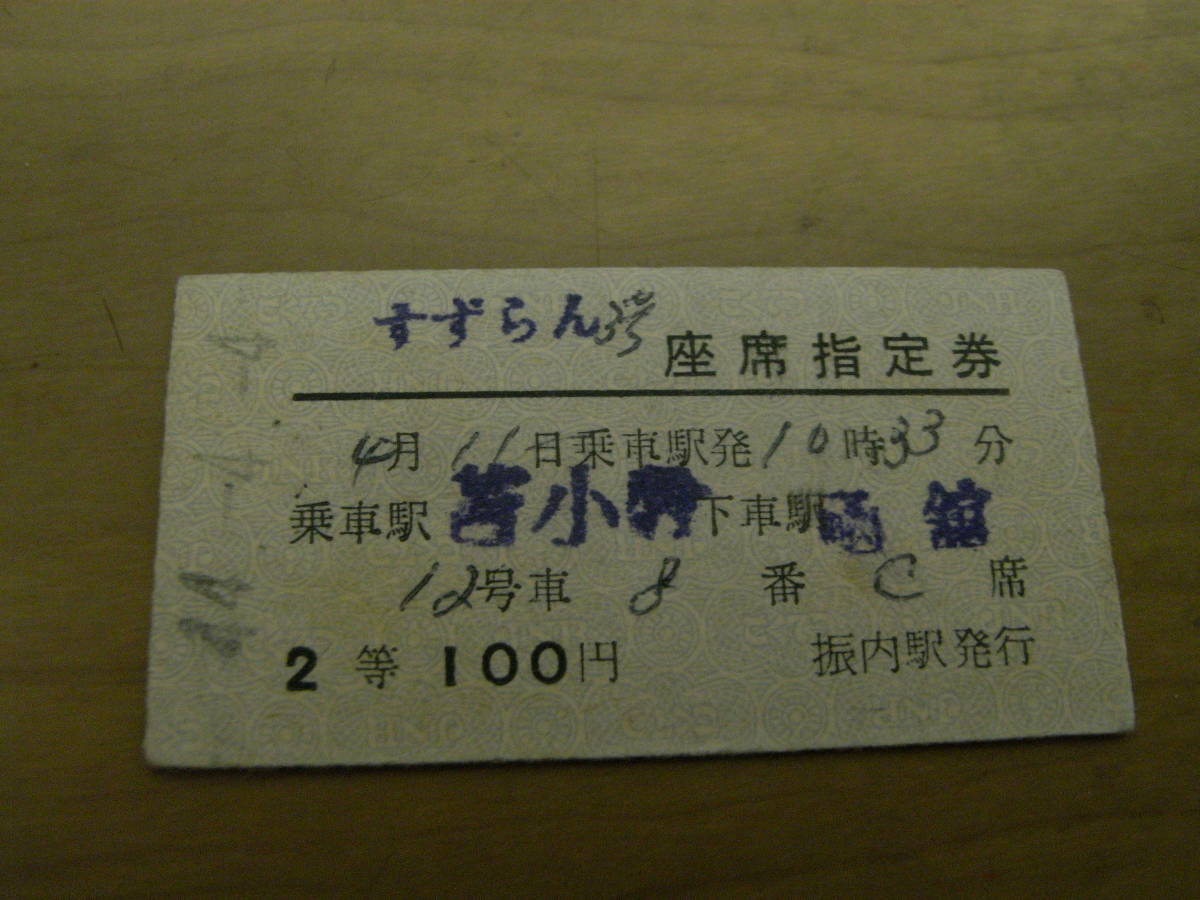 すずらん3号
座席指定券
4月11日乗車駅発10時33分
乗車駅 苫小牧 下車駅 函館
12号車 8 番 C 席
2等 100円 振内駅発行